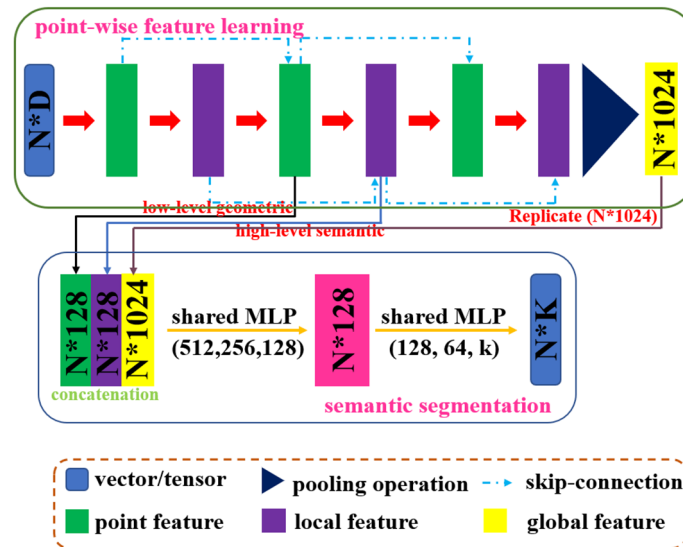 point-wise feature learning
N*D
N*1024
low-level geometric
Replicate (N*1024)
high-level semantic
N*128
N*128
N*1024
shared MLP
(512,256,128)
N*128
shared MLP
(128, 64, k)
N*K
concatenation
semantic segmentation
vector/tensor
pooling operation
skip-connection
point feature
local feature
global feature